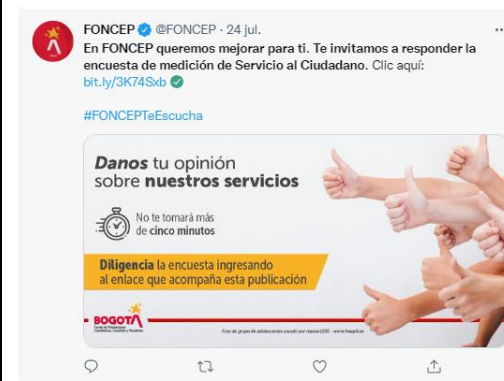 FONCEP @FONCEP · 24 jul.
En FONCEP queremos mejorar para ti. Te invitamos a responder la
encuesta de medición de Servicio al Ciudadano. Clic aquí:
bit.ly/3K74Sxb
#FONCEPTeEscucha
Danos tu opinión
sobre nuestros servicios
No te tomará más
de cinco minutos
Diligencia la encuesta ingresando
al enlace que acompaña esta publicación
BOGOTÁ